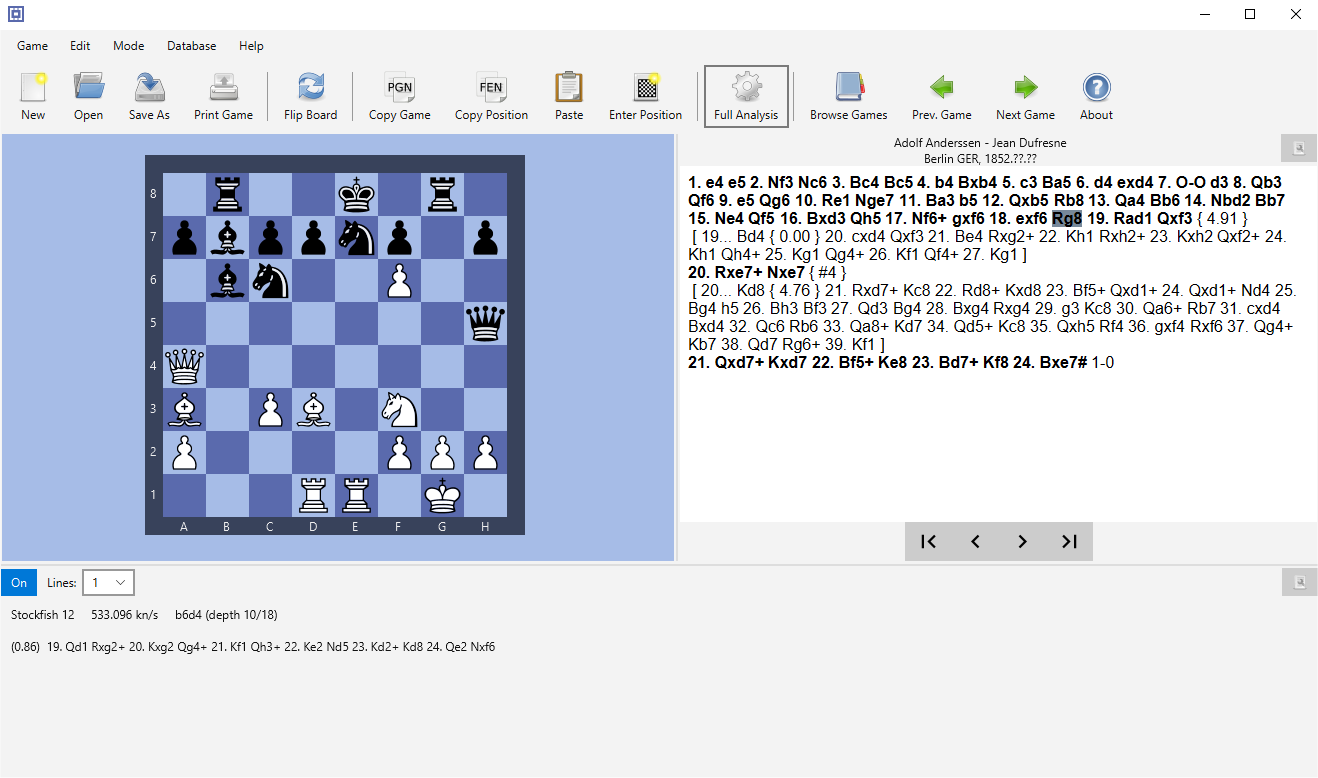 Game Edit Mode Database Help
PGN FEN
New Open Save As Print Game Flip Board Copy Game Copy Position Paste Enter Position Full Analysis Browse Games Prev. Game Next Game About
Adolf Anderssen - Jean Dufresne
Berlin GER, 1852.??.??
1. e4 e5 2. Nf3 Nc6 3. Bc4 Bc5 4. b4 Bxb4 5. c3 Ba5 6. d4 exd4 7. O-O d3 8. Qb3
Qf6 9. e5 Qg6 10. Re1 Nge7 11. Ba3 b5 12. Qxb5 Rb8 13. Qa4 Bb6 14. Nbd2 Bb7
15. Ne4 Qf5 16. Bxd3 Qh5 17. Nf6+ gxf6 18. exf6 Rg8 19. Rad1 Qxf3 { 4.91 }
[ 19... Bd4 { 0.00 } 20. cxd4 Qxf3 21. Be4 Rxg2+ 22. Kh1 Rxh2+ 23. Kxh2 Qxf2+ 24.
Kh1 Qh4+ 25. Kg1 Qg4+ 26. Kf1 Qf4+ 27. Kg1 ]
20. Rxe7+ Nxe7 { #4 }
[ 20... Kd8 { 4.76 } 21. Rxd7+ Kc8 22. Rd8+ Kxd8 23. Bf5+ Qxd1+ 24. Qxd1+ Nd4 25.
Bg4 h5 26. Bh3 Bf3 27. Qd3 Bg4 28. Bxg4 Rxg4 29. g3 Kc8 30. Qa6+ Rb7 31. cxd4
Bxd4 32. Qc6 Rb6 33. Qa8+ Kd7 34. Qd5+ Kc8 35. Qxh5 Rf4 36. gxf4 Rxf6 37. Qg4+
Kb7 38. Qd7 Rg6+ 39. Kf1 ]
21. Qxd7+ Kxd7 22. Bf5+ Ke8 23. Bd7+ Kf8 24. Bxe7# 1-0
8
7
6
5
4
3
2
1
A B C D E F G H
On Lines: 1
Stockfish 12 533.096 kn/s b6d4 (depth 10/18)
(0.86) 19. Qd1 Rxg2+ 20. Kxg2 Qg4+ 21. Kf1 Qh3+ 22. Ke2 Nd5 23. Kd2+ Kd8 24. Qe2 Nxf6